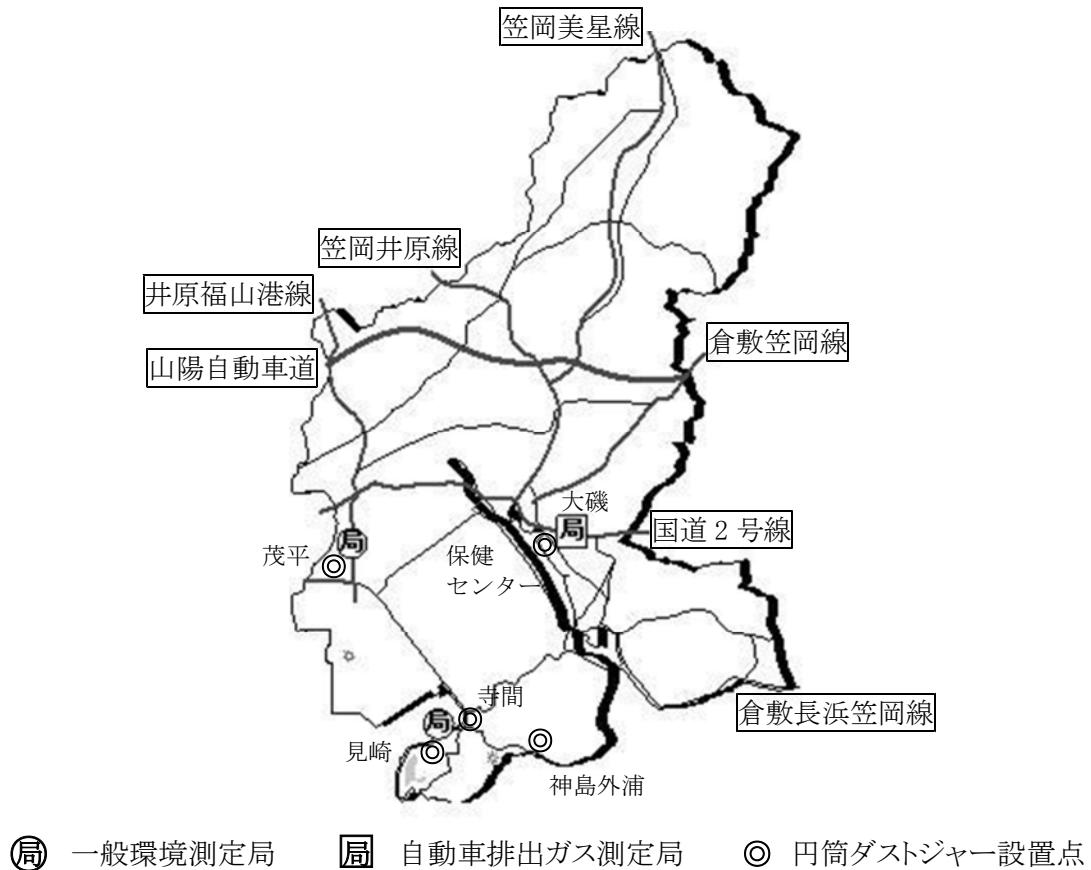 笠岡美星線
笠岡井原線
井原福山港線
倉敷笠岡線
山陽自動車道
大磯
局
国道2号線
局
茂平
保健
センター
寺間
局
見崎
倉敷長浜笠岡線
神島外浦
局 一般環境測定局 局 自動車排出ガス測定局 ◎ 円筒ダストジャー設置点